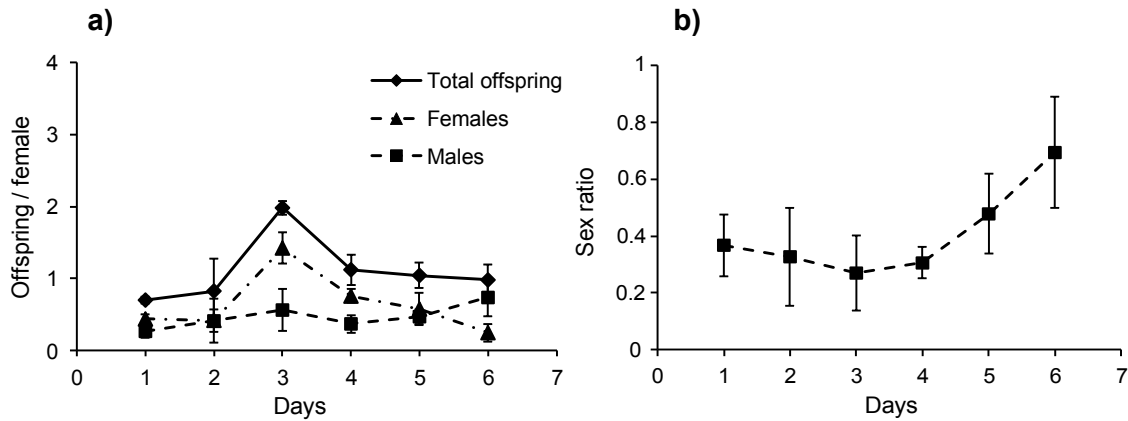 a)
4
3
2
1
0
Offspring / female
Total offspring
Females
Males
0 1 2 3 4 5 6 7
Days
b)
1
0.8
0.6
0.4
0.2
0
Sex ratio
0 1 2 3 4 5 6 7
Days